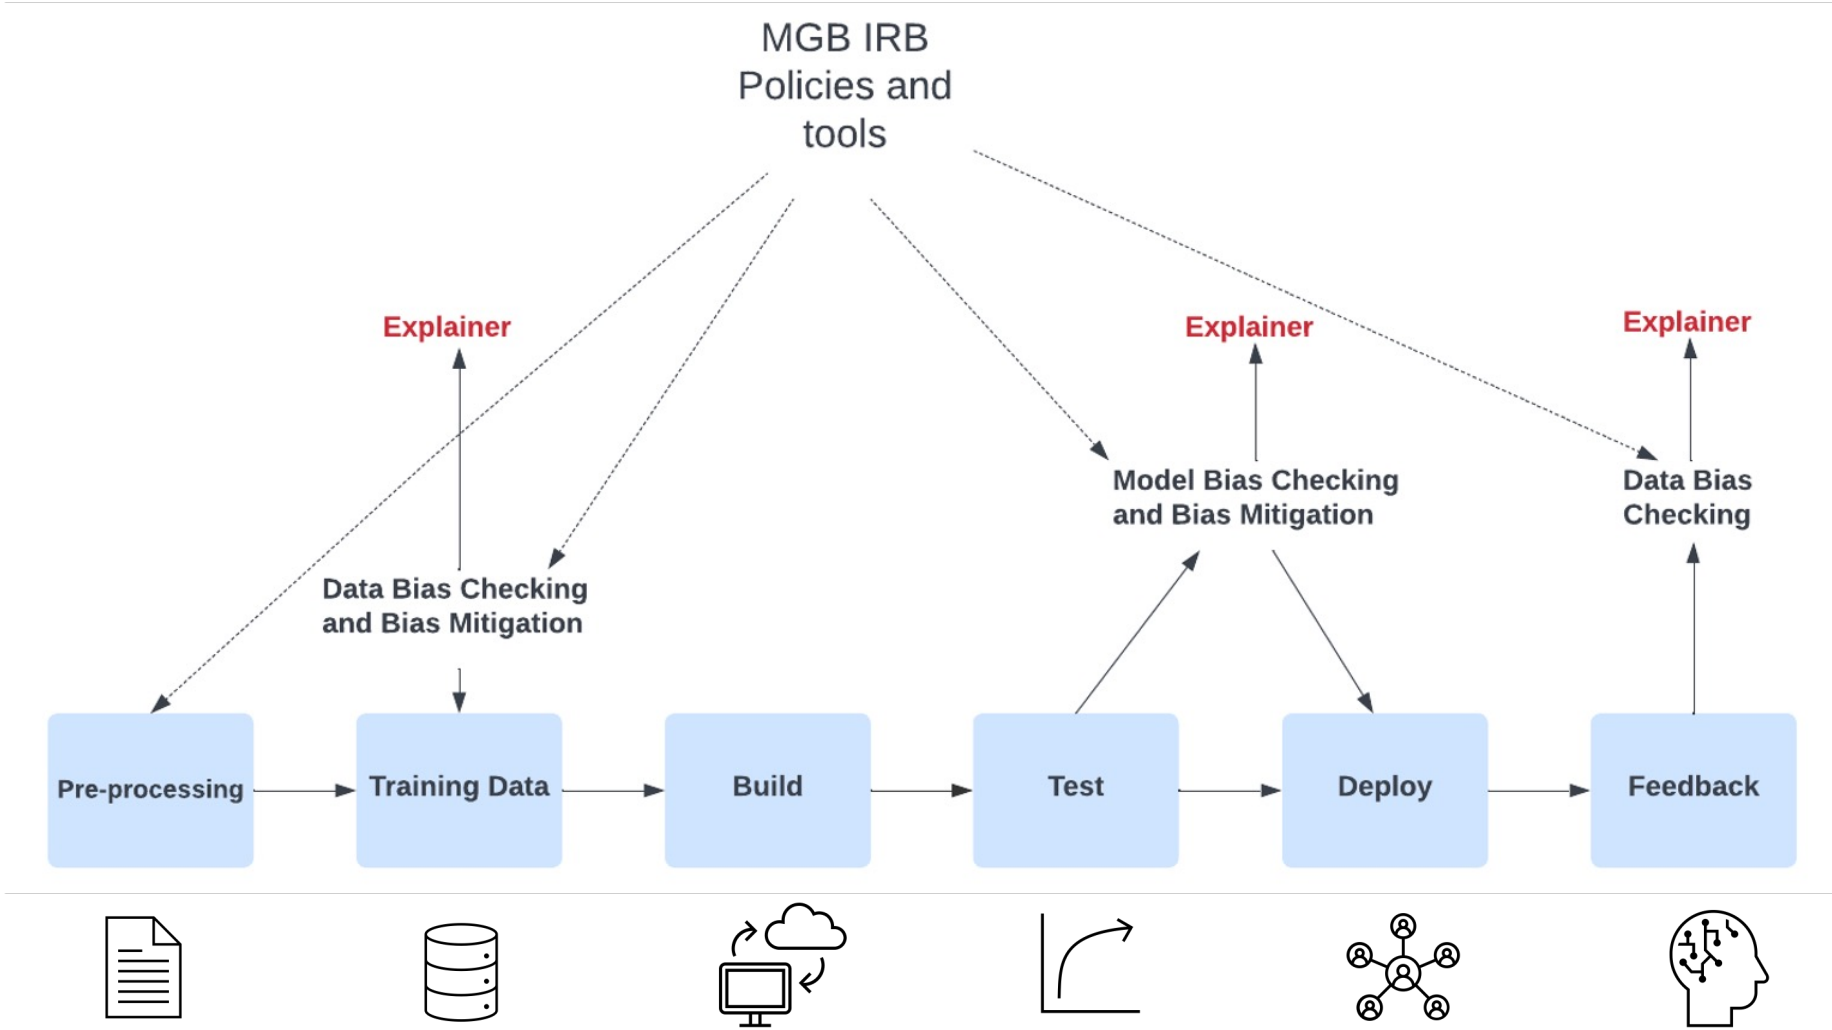 MGB IRB
Policies and
tools
Explainer
Explainer
Explainer
Data Bias Checking
and Bias Mitigation
Model Bias Checking
and Bias Mitigation
Data Bias
Checking
Pre-processing
Training Data
Build
Test
Deploy
Feedback